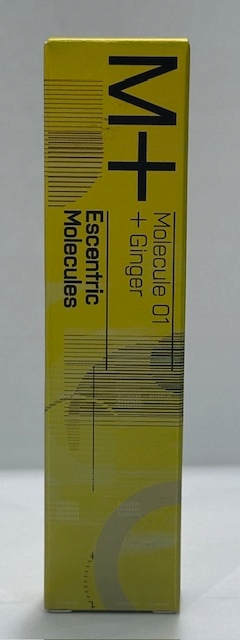 M+
Molecule 01
+ Ginger
Escentric
Molecules